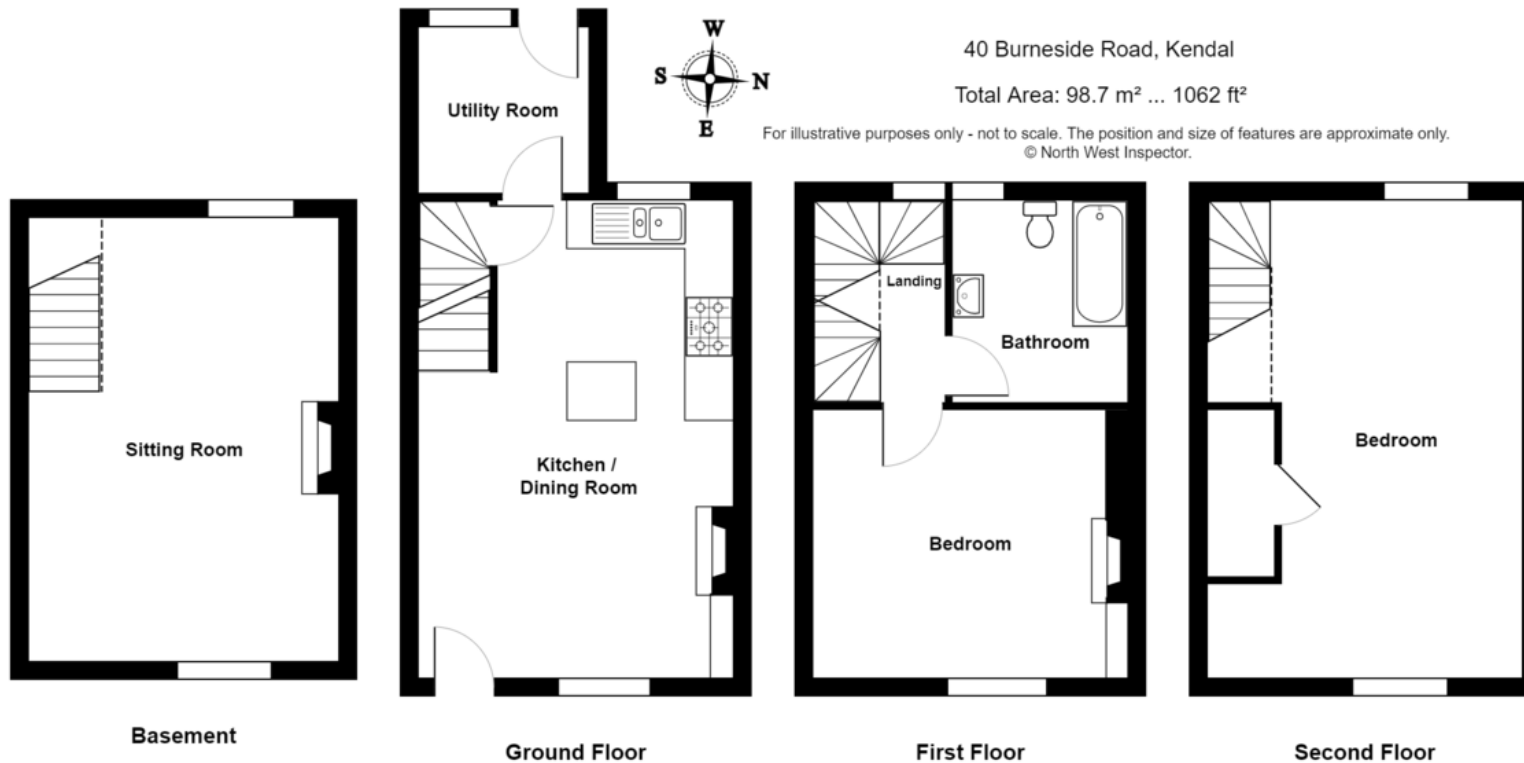 40 Burneside Road, Kendal
Total Area: 98.7 m² ... 1062 ft²
For illustrative purposes only - not to scale. The position and size of features are approximate only.
© North West Inspector.
W
S
N
E
Utility Room
Landing
Bathroom
Sitting Room
Kitchen /
Dining Room
Bedroom
Bedroom
Basement
Ground Floor
First Floor
Second Floor